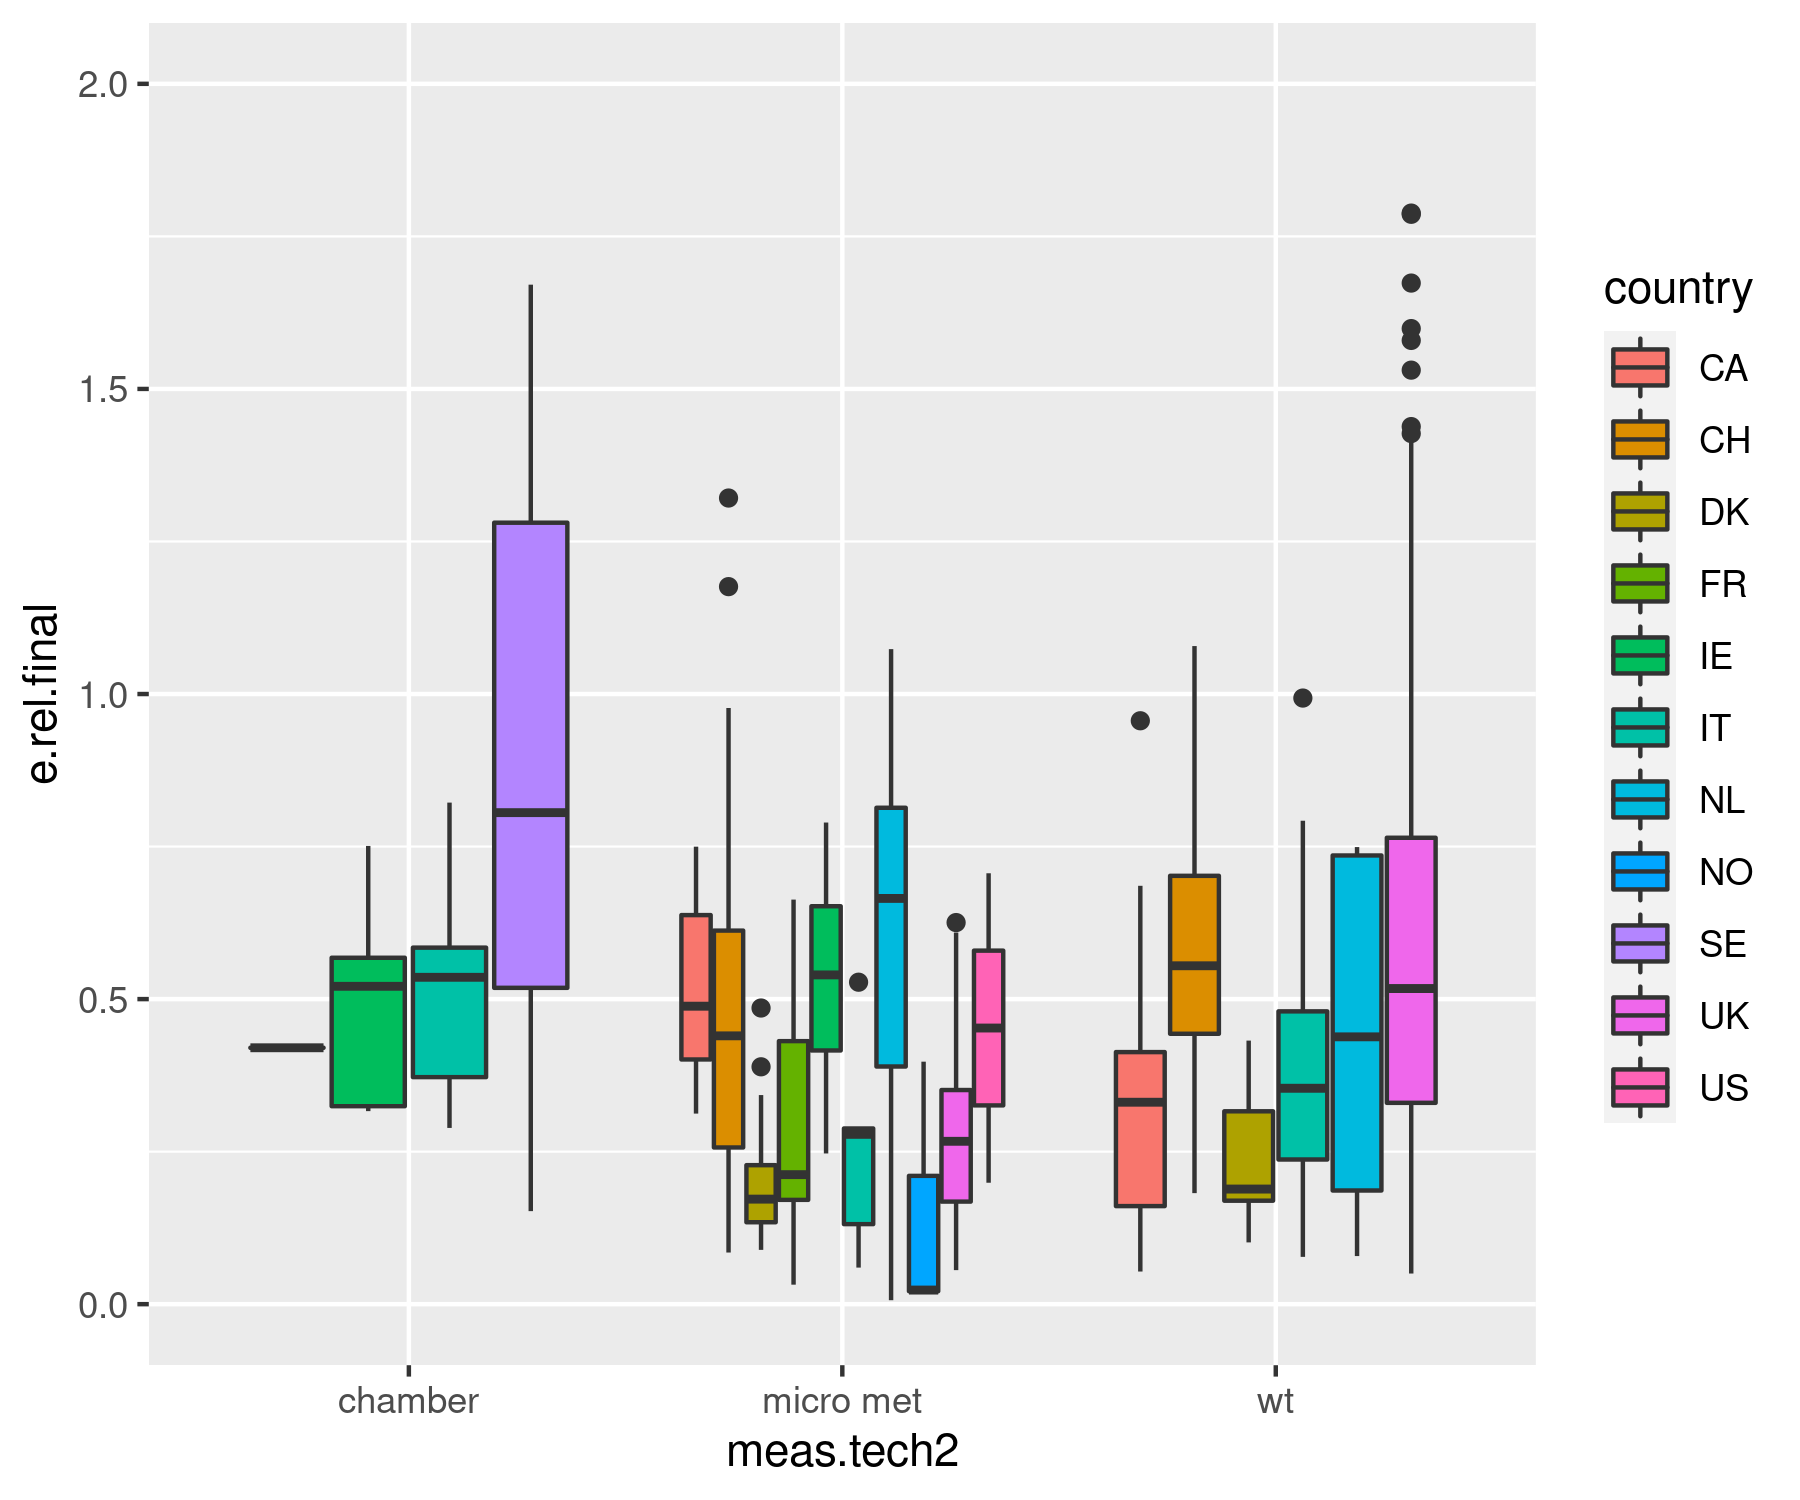 2.0
1.5
1.0
0.5
0.0
e.rel.final
chamber
micro met
wt
meas.tech2
country
CA
CH
DK
FR
IE
IT
NL
NO
SE
UK
US